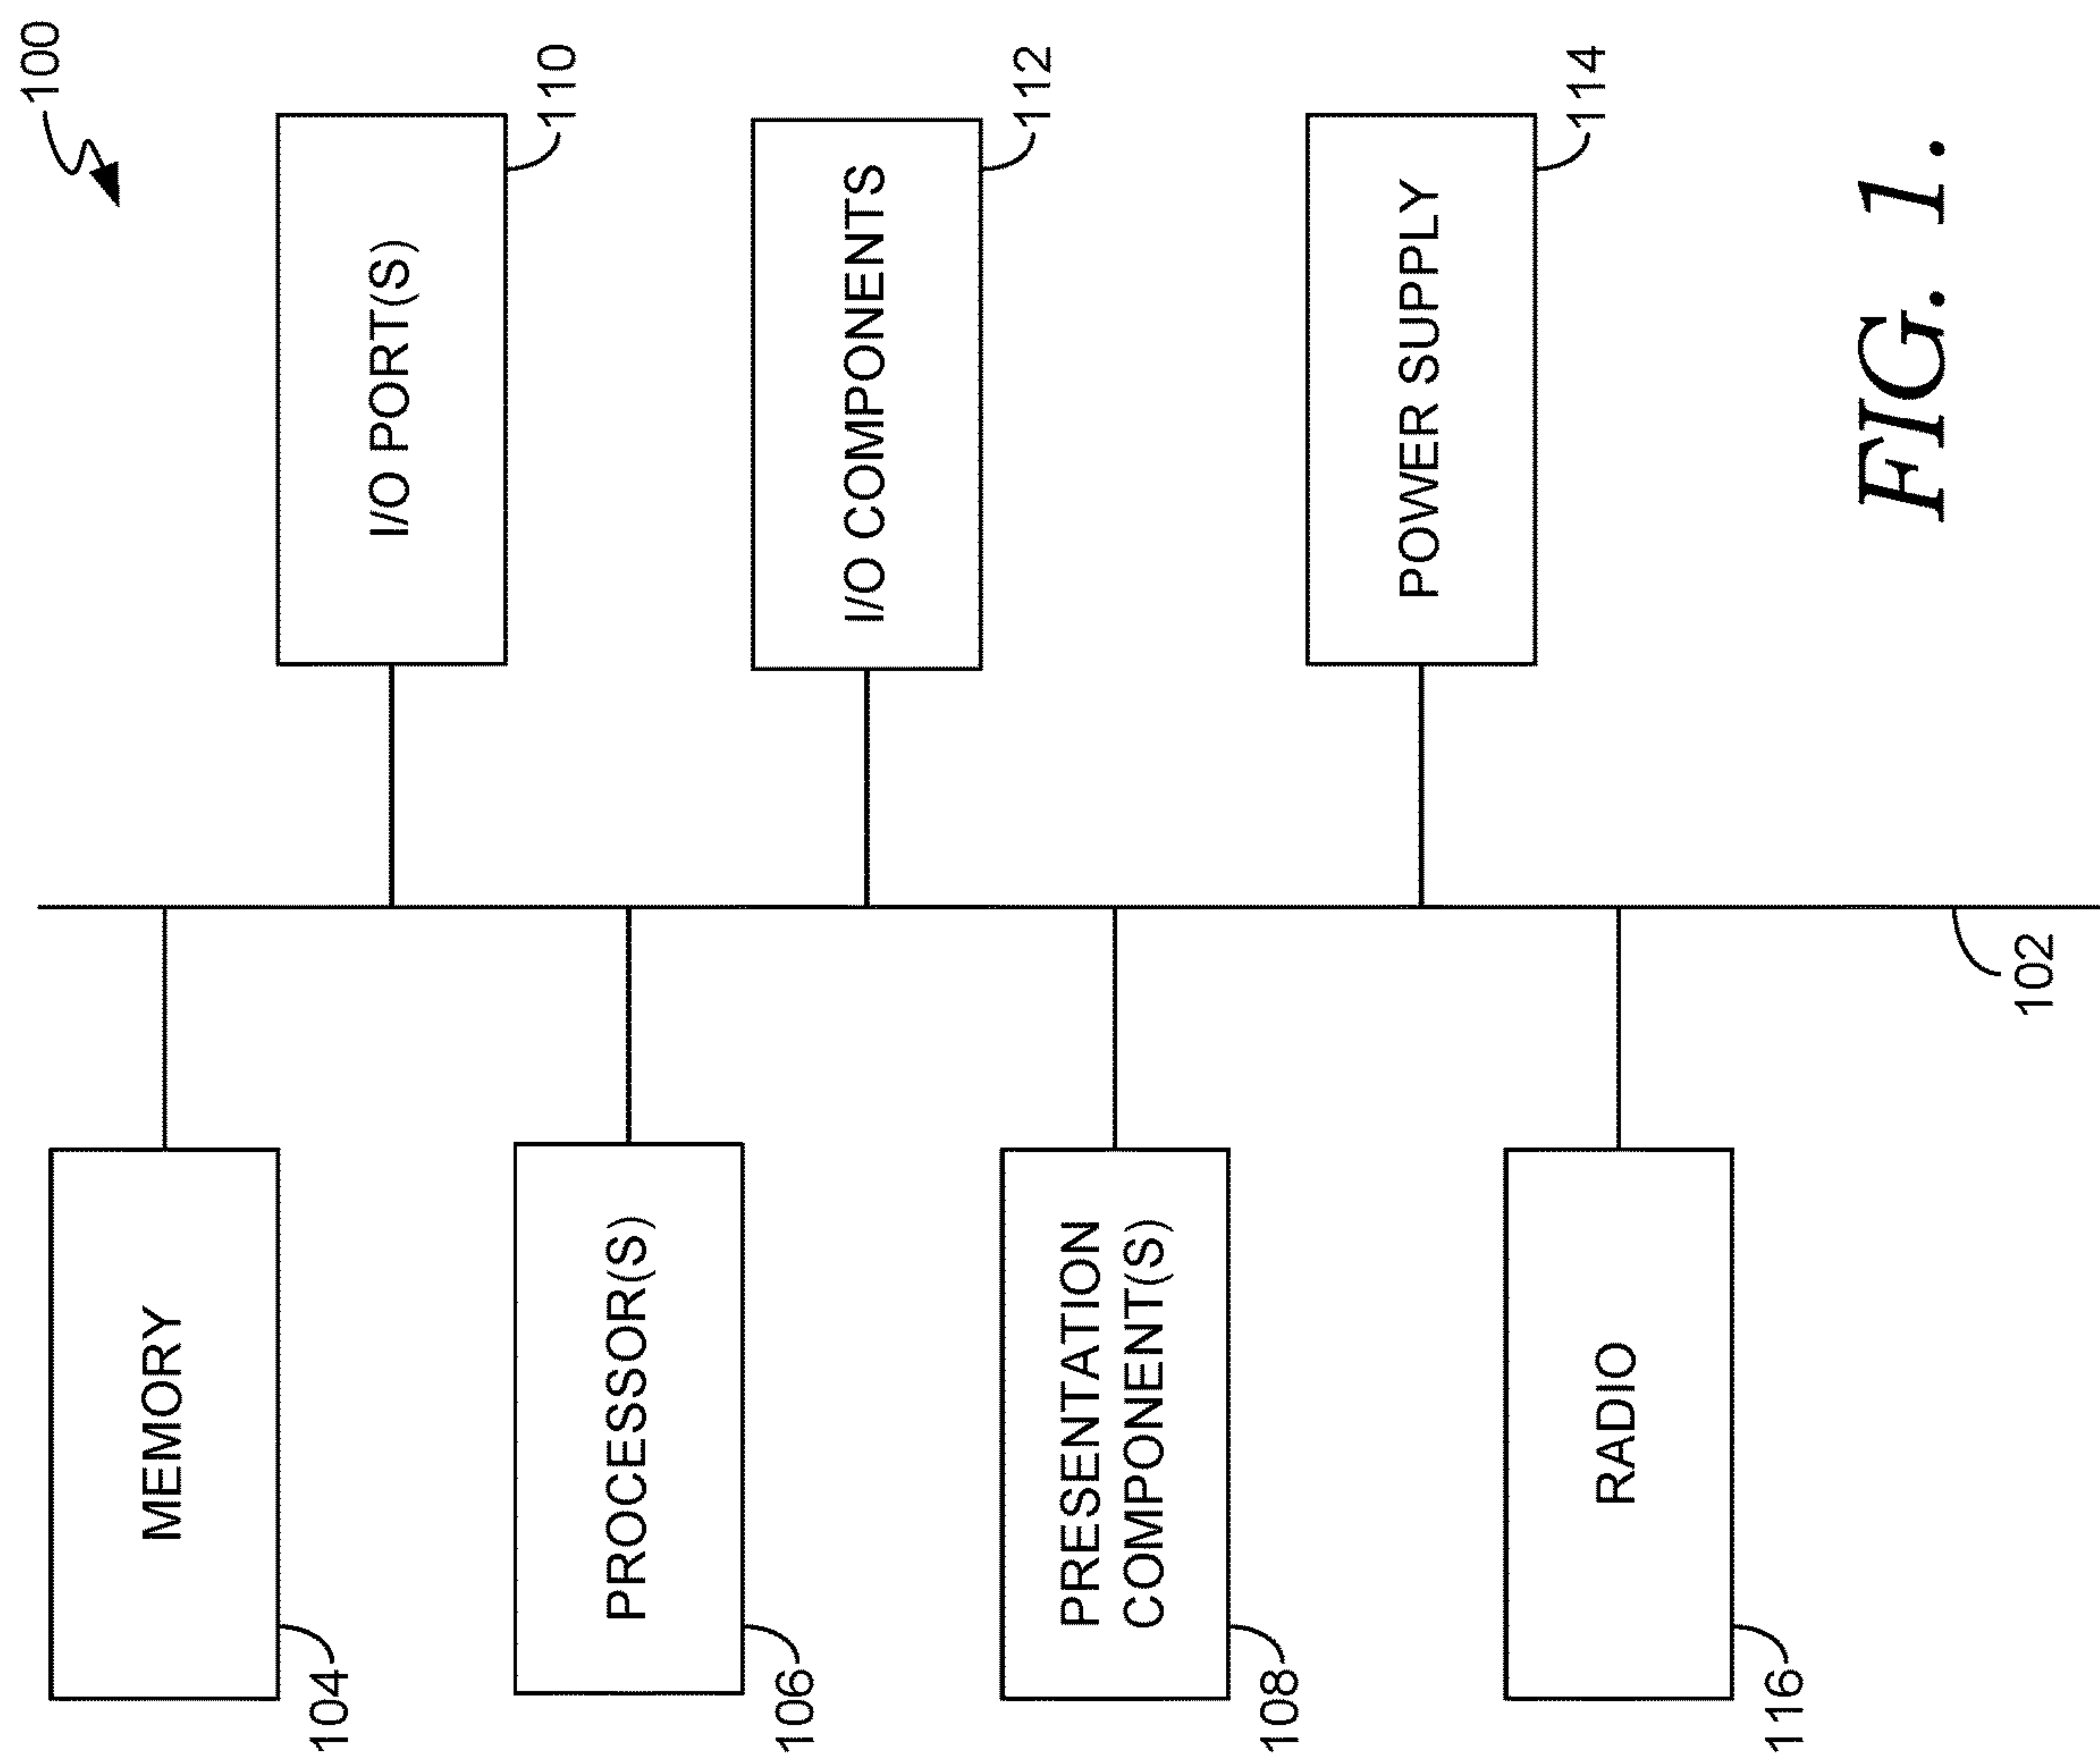 100
MEMORY
104
I/O PORT(S)
110
PROCESSOR(S)
106
I/O COMPONENTS
112
PRESENTATION
COMPONENT(S)
108
POWER SUPPLY
114
RADIO
116
102
FIG. 1.